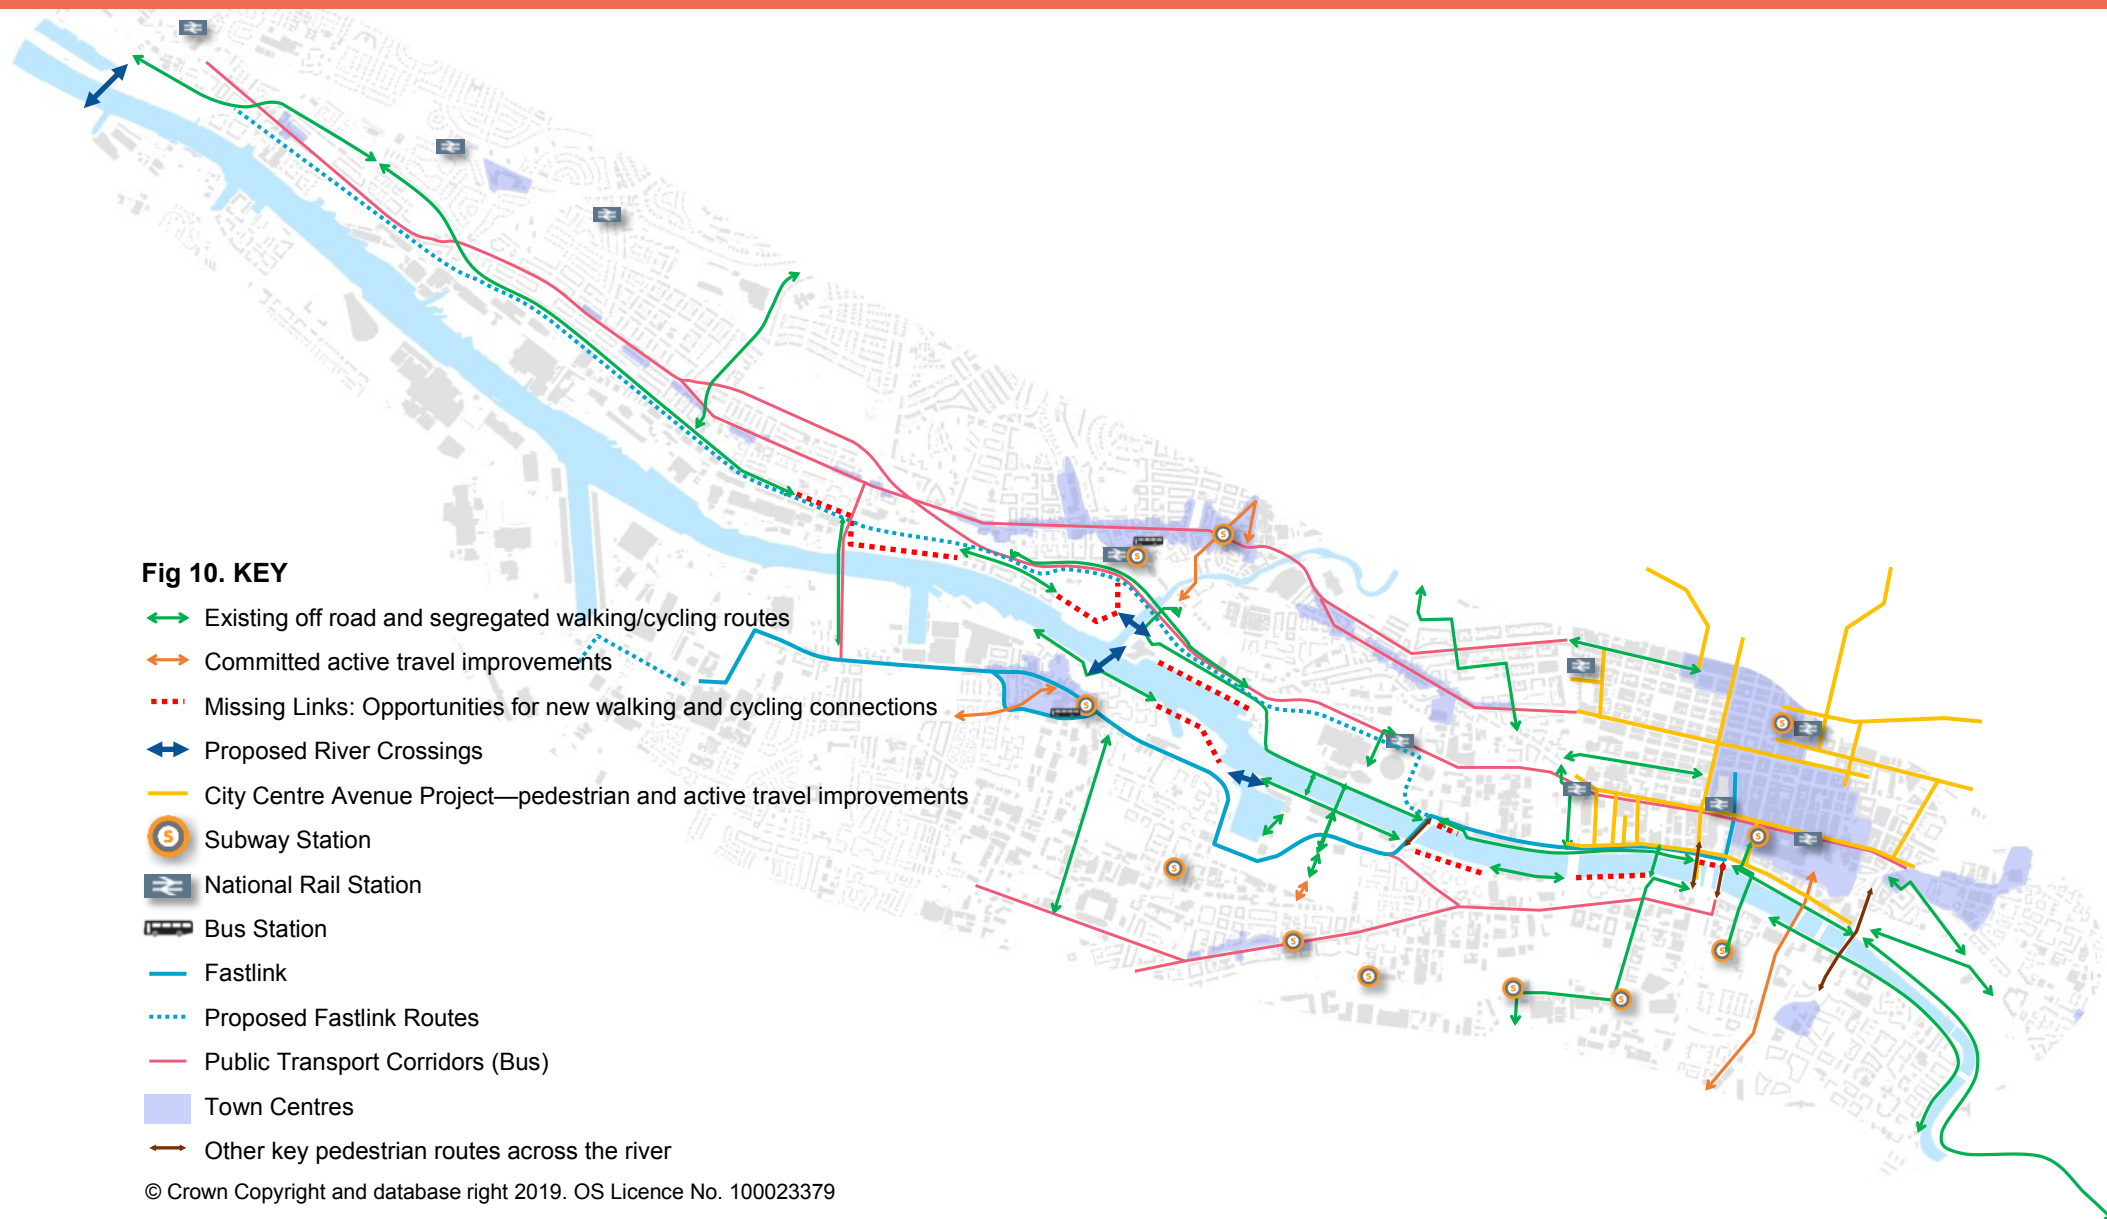 Fig 10. KEY
Existing off road and segregated walking/cycling routes
Committed active travel improvements
Missing Links: Opportunities for new walking and cycling connections
Proposed River Crossings
City Centre Avenue Project—pedestrian and active travel improvements
Subway Station
National Rail Station
Bus Station
Fastlink
Proposed Fastlink Routes
Public Transport Corridors (Bus)
Town Centres
Other key pedestrian routes across the river
© Crown Copyright and database right 2019. OS Licence No. 100023379